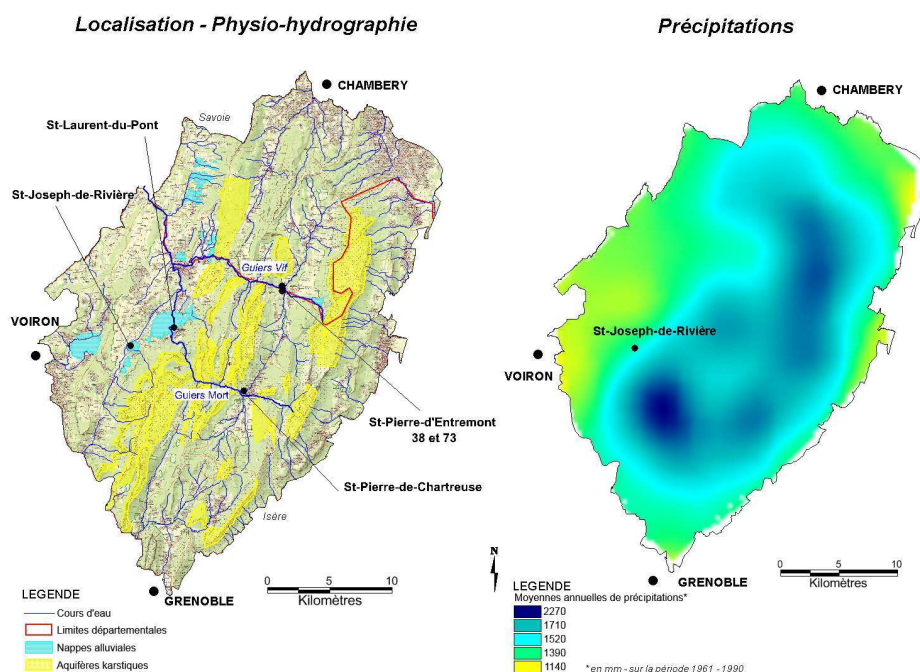 Localisation - Physio-hydrographie
CHAMBERY
St-Laurent-du-Pont
Savoie
St-Joseph-de-Rivière
Guiers Vif
VOIRON
Guiers Mort
St-Pierre-d'Entremont
38 et 73
St-Pierre-de-Chartreuse
Isère
GRENOBLE
0 5 10
Kilomètres
LEGENDE
Cours d'eau
Limites départementales
Nappes alluviales
Aquifères karstiques
N
Précipitations
CHAMBERY
St-Joseph-de-Rivière
VOIRON
GRENOBLE
0 5 10
Kilomètres
LEGENDE
Moyennes annuelles de précipitations*
2270
1710
1520
1390
1140
* en mm - sur la période 1961 - 1990